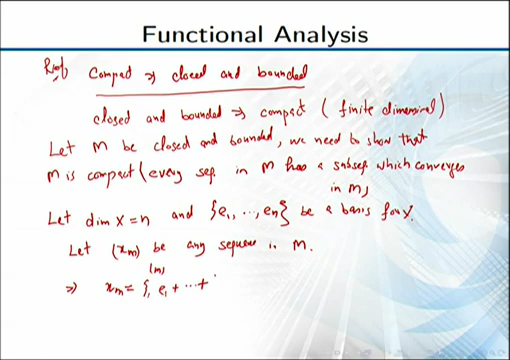 Functional Analysis
Proof Compact ⇒ closed and bounded
closed and bounded ⇒ compact ( finite dimensional )
Let M be closed and bounded, we need to show that
M is compact ( every seq. in M has a subseq which converges
in M )
Let dim X = n and {e1, ..., en} be a basis for X.
Let (xm) be any sequence in M.
⇒ xm = ξ1^(m) e1 + ... +